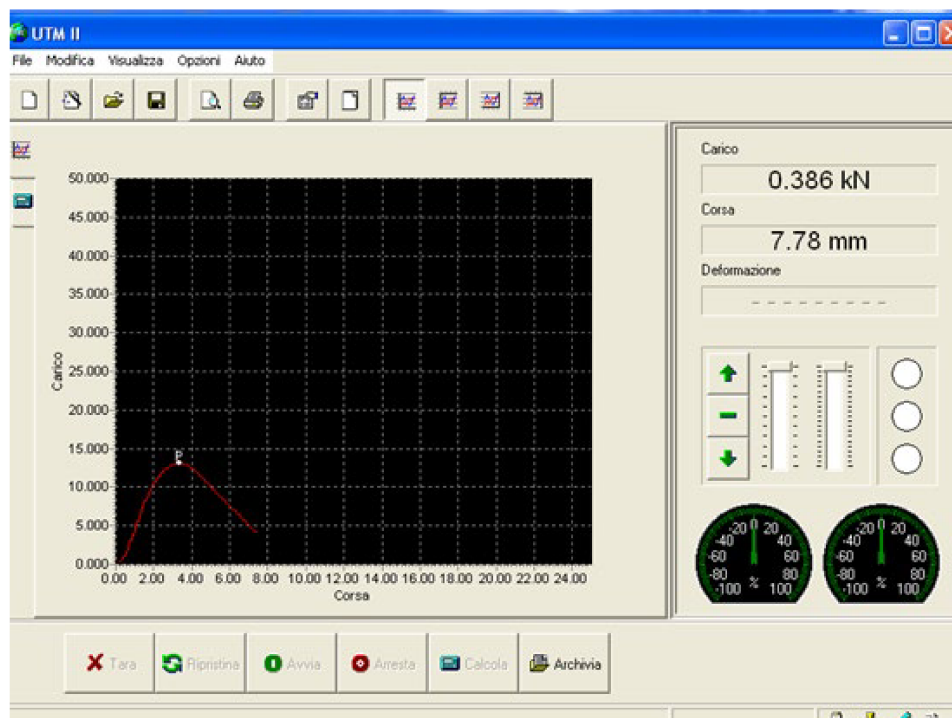 UTM II
File Modifica Visualizza Opzioni Aiuto
Carico
0.386 kN
Corsa
7.78 mm
Deformazione
- - - - - - - - -
50.000
45.000
40.000
35.000
30.000
25.000
20.000
15.000
10.000
5.000
0.000
Carico
P
0.00 2.00 4.00 6.00 8.00 10.00 12.00 14.00 16.00 18.00 20.00 22.00 24.00
Corsa
-20 0 20
-40 40
-60 60
-80 80
-100 % 100
-20 0 20
-40 40
-60 60
-80 80
-100 % 100
Tara Ripristina Avvia Arresta Calcola Archivia